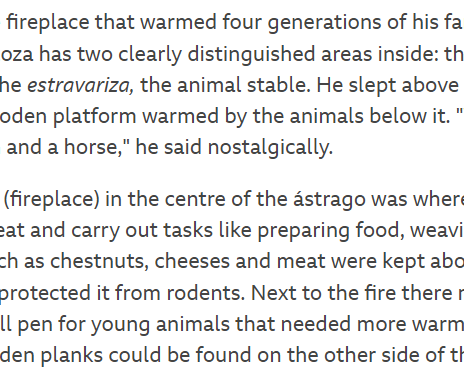 fireplace that warmed four generations of his fa
oza has two clearly distinguished areas inside: th
he estravariza, the animal stable. He slept above
oden platform warmed by the animals below it. "
and a horse," he said nostalgically.
(fireplace) in the centre of the ástrago was where
eat and carry out tasks like preparing food, weavi
ch as chestnuts, cheeses and meat were kept abo
protected it from rodents. Next to the fire there
ll pen for young animals that needed more warm
den planks could be found on the other side of th